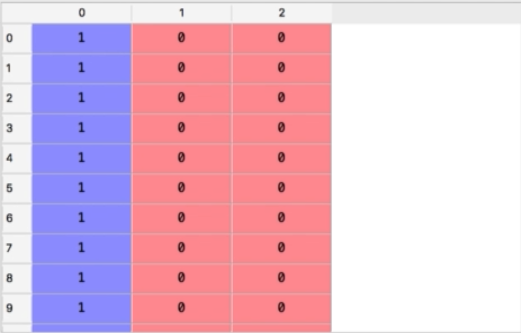 0 1 2
0 1 0 0
1 1 0 0
2 1 0 0
3 1 0 0
4 1 0 0
5 1 0 0
6 1 0 0
7 1 0 0
8 1 0 0
9 1 0 0